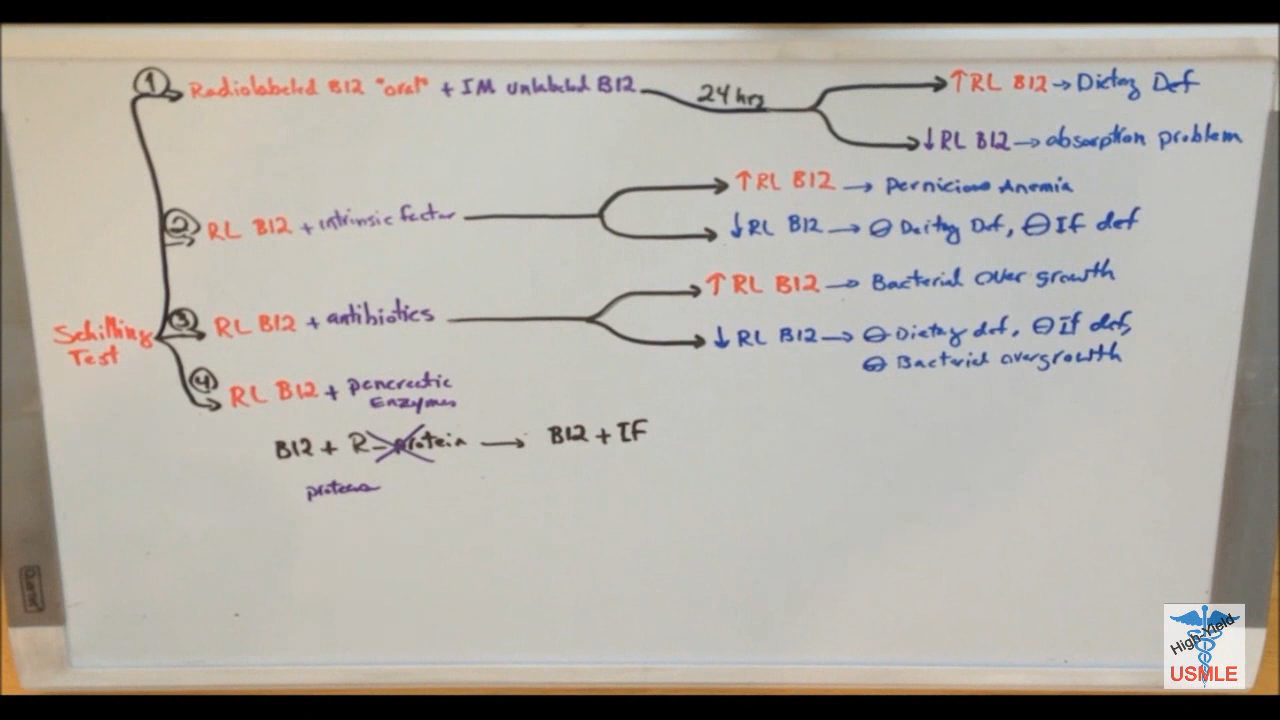 ① Radiolabeled B12 "oral" + IM unlabeled B12 24 hrs
↑ RL B12 → Dietary Def
↓ RL B12 → absorption problem
② RL B12 + intrinsic factor
↑ RL B12 → Pernicious Anemia
↓ RL B12 → ⊖ Deitary Def, ⊖ If def
③ RL B12 + antibiotics
↑ RL B12 → Bacterial Over growth
↓ RL B12 → ⊖ Dietary def, ⊖ If def,
⊖ Bacterial overgrowth
Schilling
Test
④ RL B12 + pancreatic
Enzymes
B12 + R-protein → B12 + IF
Quartet
High-Yield
USMLE